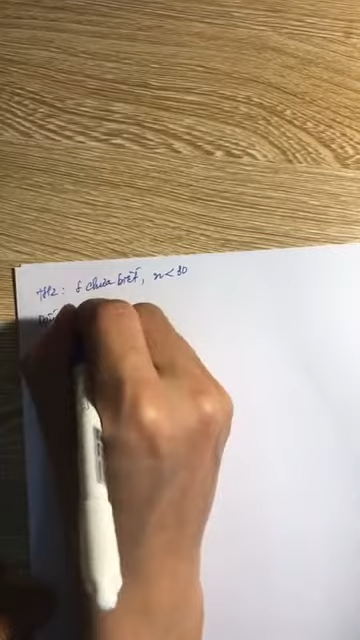 TH2: δ chưa biết, n < 30